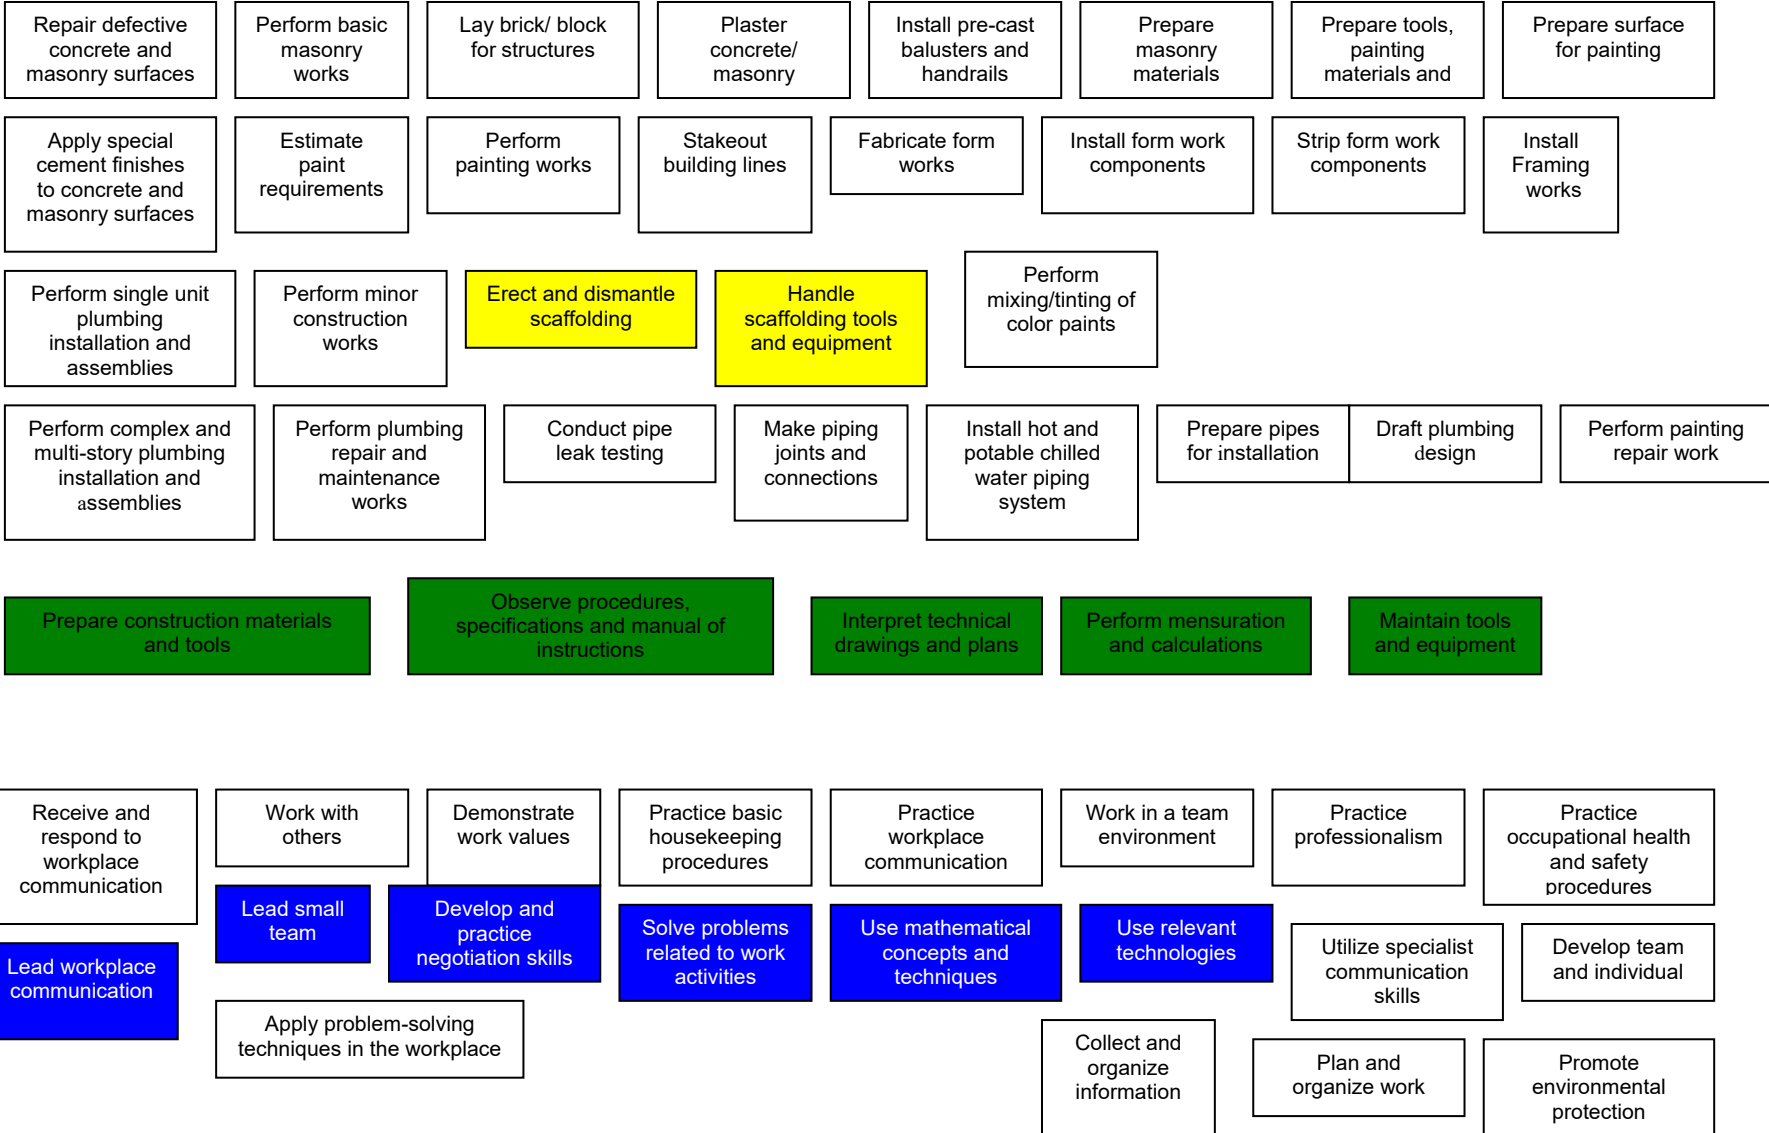 Repair defective
concrete and
masonry surfaces
Perform basic
masonry
works
Lay brick/ block
for structures
Plaster
concrete/
masonry
Install pre-cast
balusters and
handrails
Prepare
masonry
materials
Prepare tools,
painting
materials and
Prepare surface
for painting
Apply special
cement finishes
to concrete and
masonry surfaces
Estimate
paint
requirements
Perform
painting works
Stakeout
building lines
Fabricate form
works
Install form work
components
Strip form work
components
Install
Framing
works
Perform single unit
plumbing
installation and
assemblies
Perform minor
construction
works
Erect and dismantle
scaffolding
Handle
scaffolding tools
and equipment
Perform
mixing/tinting of
color paints
Perform complex and
multi-story plumbing
installation and
assemblies
Perform plumbing
repair and
maintenance
works
Conduct pipe
leak testing
Make piping
joints and
connections
Install hot and
potable chilled
water piping
system
Prepare pipes
for installation
Draft plumbing
design
Perform painting
repair work
Prepare construction materials
and tools
Observe procedures,
specifications and manual of
instructions
Interpret technical
drawings and plans
Perform mensuration
and calculations
Maintain tools
and equipment
Receive and
respond to
workplace
communication
Work with
others
Demonstrate
work values
Practice basic
housekeeping
procedures
Practice
workplace
communication
Work in a team
environment
Practice
professionalism
Practice
occupational health
and safety
procedures
Lead workplace
communication
Lead small
team
Develop and
practice
negotiation skills
Solve problems
related to work
activities
Use mathematical
concepts and
techniques
Use relevant
technologies
Utilize specialist
communication
skills
Develop team
and individual
Apply problem-solving
techniques in the workplace
Collect and
organize
information
Plan and
organize work
Promote
environmental
protection